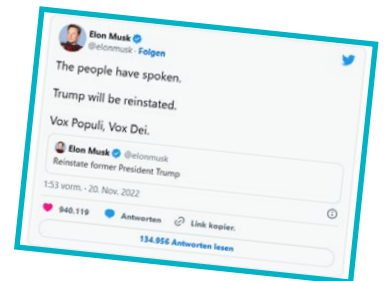 Elon Musk
@elonmusk · Folgen
The people have spoken.
Trump will be reinstated.
Vox Populi, Vox Dei.
Elon Musk @elonmusk
Reinstate former President Trump
1:53 vorm. · 20. Nov. 2022
940.119 Antworten Link kopier.
134.956 Antworten lesen